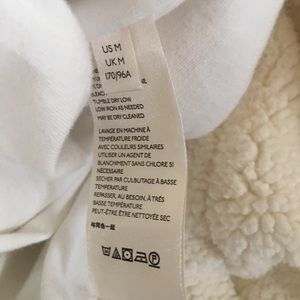 US M
UK M
170/96A
TUMBLE DRY LOW
LOW IRON AS NEEDED
MAY BE DRY CLEANED
LAVAGE EN MACHINE À
TEMPÉRATURE FROIDE
AVEC COULEURS SIMILAIRES
UTILISER UN AGENT DE
BLANCHIMENT SANS CHLORE SI
NÉCESSAIRE
SÉCHER PAR CULBUTAGE À BASSE
TEMPÉRATURE
REPASSER, AU BESOIN, À TRÈS
BASSE TEMPÉRATURE
PEUT-ÊTRE ÊTRE NETTOYÉE SEC